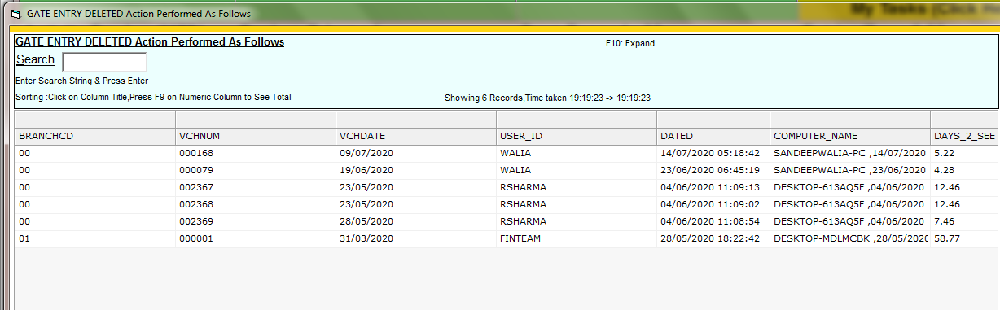 My Tasks (Click
GATE ENTRY DELETED Action Performed As Follows
GATE ENTRY DELETED Action Performed As Follows
F10: Expand
Search
Enter Search String & Press Enter
Sorting :Click on Column Title,Press F9 on Numeric Column to See Total
Showing 6 Records,Time taken 19:19:23 -> 19:19:23
BRANCHCD VCHNUM VCHDATE USER_ID DATED COMPUTER_NAME DAYS_2_SEE
00 000168 09/07/2020 WALIA 14/07/2020 05:18:42 SANDEEPWALIA-PC ,14/07/2020 5.22
00 000079 19/06/2020 WALIA 23/06/2020 06:45:19 SANDEEPWALIA-PC ,23/06/2020 4.28
00 002367 23/05/2020 RSHARMA 04/06/2020 11:09:13 DESKTOP-613AQ5F ,04/06/2020 12.46
00 002368 23/05/2020 RSHARMA 04/06/2020 11:09:02 DESKTOP-613AQ5F ,04/06/2020 12.46
00 002369 28/05/2020 RSHARMA 04/06/2020 11:08:54 DESKTOP-613AQ5F ,04/06/2020 7.46
01 000001 31/03/2020 FINTEAM 28/05/2020 18:22:42 DESKTOP-MDLMCBK ,28/05/2020 58.77